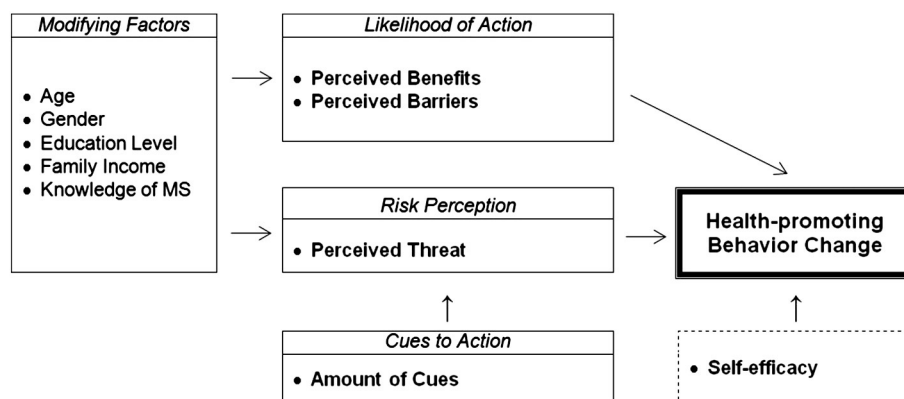 Modifying Factors
• Age
• Gender
• Education Level
• Family Income
• Knowledge of MS
Likelihood of Action
• Perceived Benefits
• Perceived Barriers
Risk Perception
• Perceived Threat
Cues to Action
• Amount of Cues
Health-promoting
Behavior Change
• Self-efficacy